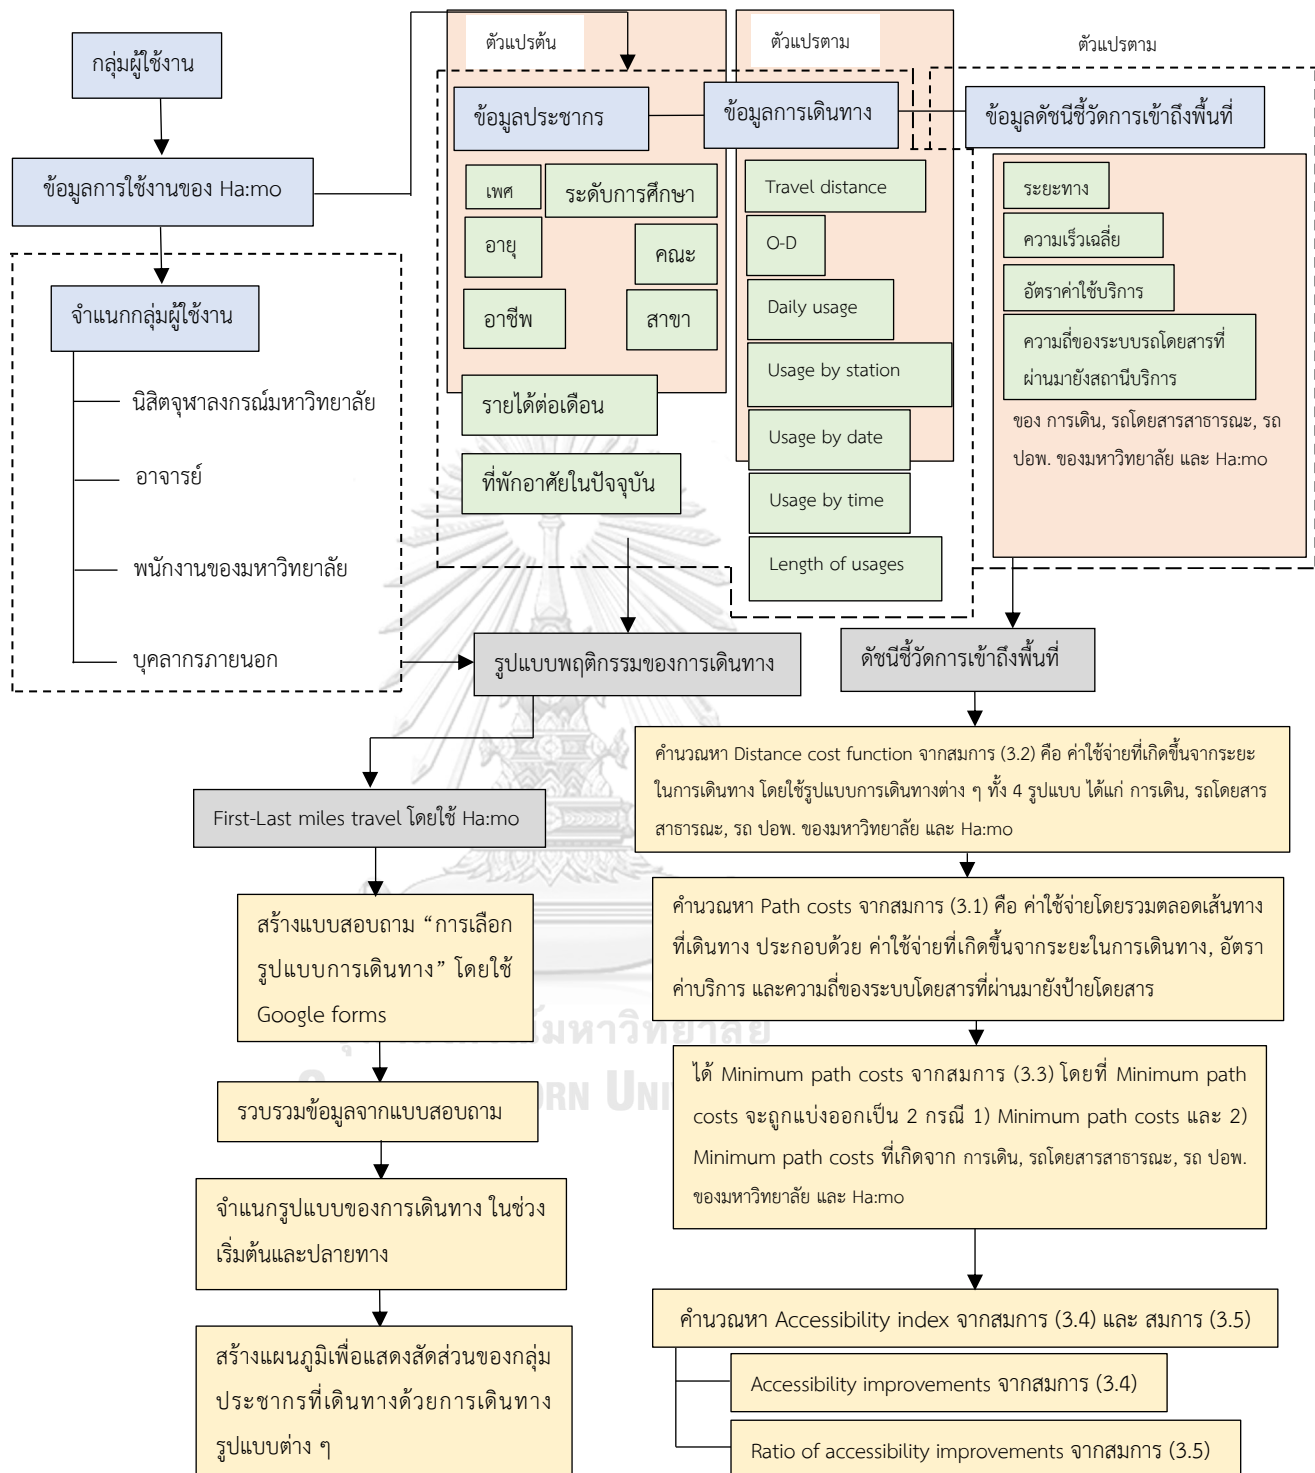 กลุ่มผู้ใช้งาน
ข้อมูลการใช้งานของ Ha:mo
จำแนกกลุ่มผู้ใช้งาน
นิสิตจุฬาลงกรณ์มหาวิทยาลัย
อาจารย์
พนักงานของมหาวิทยาลัย
บุคลากรภายนอก
ตัวแปรต้น
ข้อมูลประชากร
เพศ
ระดับการศึกษา
อายุ
คณะ
อาชีพ
สาขา
รายได้ต่อเดือน
ที่พักอาศัยในปัจจุบัน
ตัวแปรตาม
ข้อมูลการเดินทาง
Travel distance
O-D
Daily usage
Usage by station
Usage by date
Usage by time
Length of usages
ตัวแปรตาม
ข้อมูลดัชนีชี้วัดการเข้าถึงพื้นที่
ระยะทาง
ความเร็วเฉลี่ย
อัตราค่าใช้บริการ
ความถี่ของระบบรถโดยสารที่
ผ่านมายังสถานีบริการ
ของ การเดิน, รถโดยสารสาธารณะ, รถ
ปอพ. ของมหาวิทยาลัย และ Ha:mo
รูปแบบพฤติกรรมของการเดินทาง
First-Last miles travel โดยใช้ Ha:mo
สร้างแบบสอบถาม “การเลือก
รูปแบบการเดินทาง” โดยใช้
Google forms
รวบรวมข้อมูลจากแบบสอบถาม
จำแนกรูปแบบของการเดินทาง ในช่วง
เริ่มต้นและปลายทาง
สร้างแผนภูมิเพื่อแสดงสัดส่วนของกลุ่ม
ประชากรที่เดินทางด้วยการเดินทาง
รูปแบบต่าง ๆ
ดัชนีชี้วัดการเข้าถึงพื้นที่
คำนวณหา Distance cost function จากสมการ (3.2) คือ ค่าใช้จ่ายที่เกิดขึ้นจากระยะ
ในการเดินทาง โดยใช้รูปแบบการเดินทางต่าง ๆ ทั้ง 4 รูปแบบ ได้แก่ การเดิน, รถโดยสาร
สาธารณะ, รถ ปอพ. ของมหาวิทยาลัย และ Ha:mo
คำนวณหา Path costs จากสมการ (3.1) คือ ค่าใช้จ่ายโดยรวมตลอดเส้นทาง
ที่เดินทาง ประกอบด้วย ค่าใช้จ่ายที่เกิดขึ้นจากระยะในการเดินทาง, อัตรา
ค่าบริการ และความถี่ของระบบโดยสารที่ผ่านมายังป้ายโดยสาร
ได้ Minimum path costs จากสมการ (3.3) โดยที่ Minimum path
costs จะถูกแบ่งออกเป็น 2 กรณี 1) Minimum path costs และ 2)
Minimum path costs ที่เกิดจาก การเดิน, รถโดยสารสาธารณะ, รถ ปอพ.
ของมหาวิทยาลัย และ Ha:mo
คำนวณหา Accessibility index จากสมการ (3.4) และ สมการ (3.5)
Accessibility improvements จากสมการ (3.4)
Ratio of accessibility improvements จากสมการ (3.5)